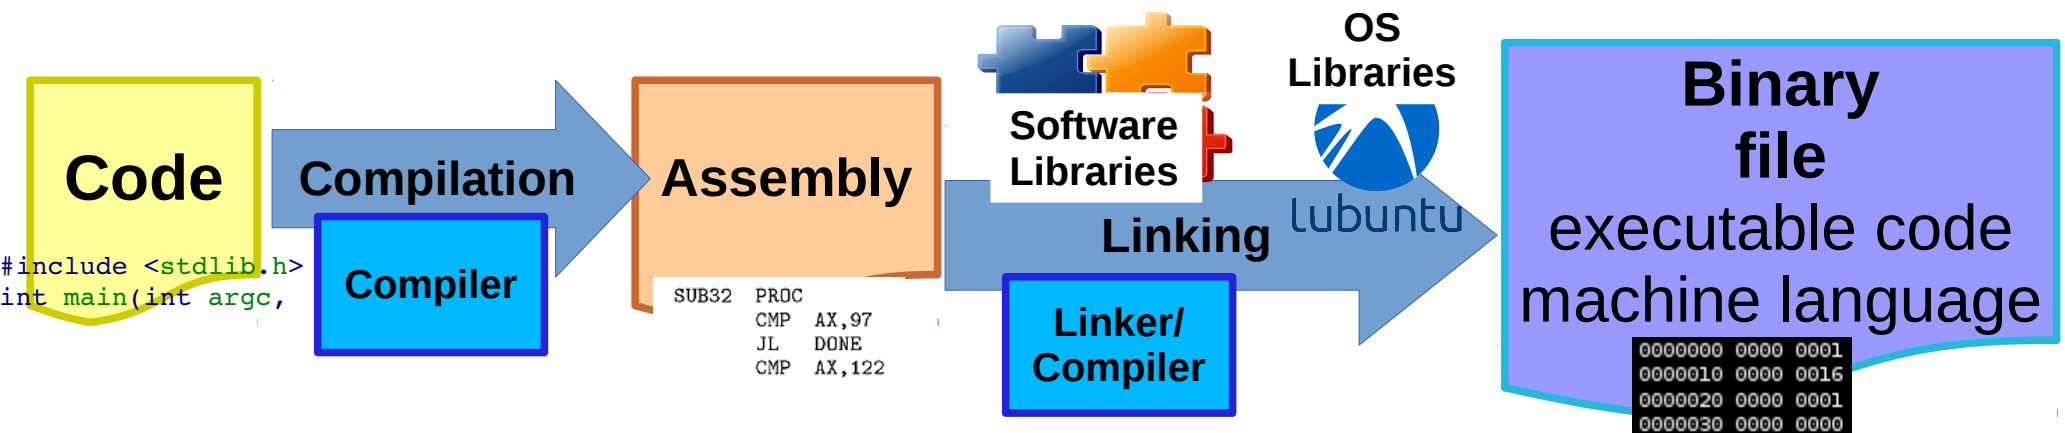 Code
#include <stdlib.h>
int main(int argc,
Compilation
Compiler
Assembly
SUB32 PROC
CMP AX,97
JL DONE
CMP AX,122
Software
Libraries
OS
Libraries
Lubuntu
Linking
Linker/
Compiler
Binary
file
executable code
machine language
0000000 0000 0001
0000010 0000 0016
0000020 0000 0001
0000030 0000 0000